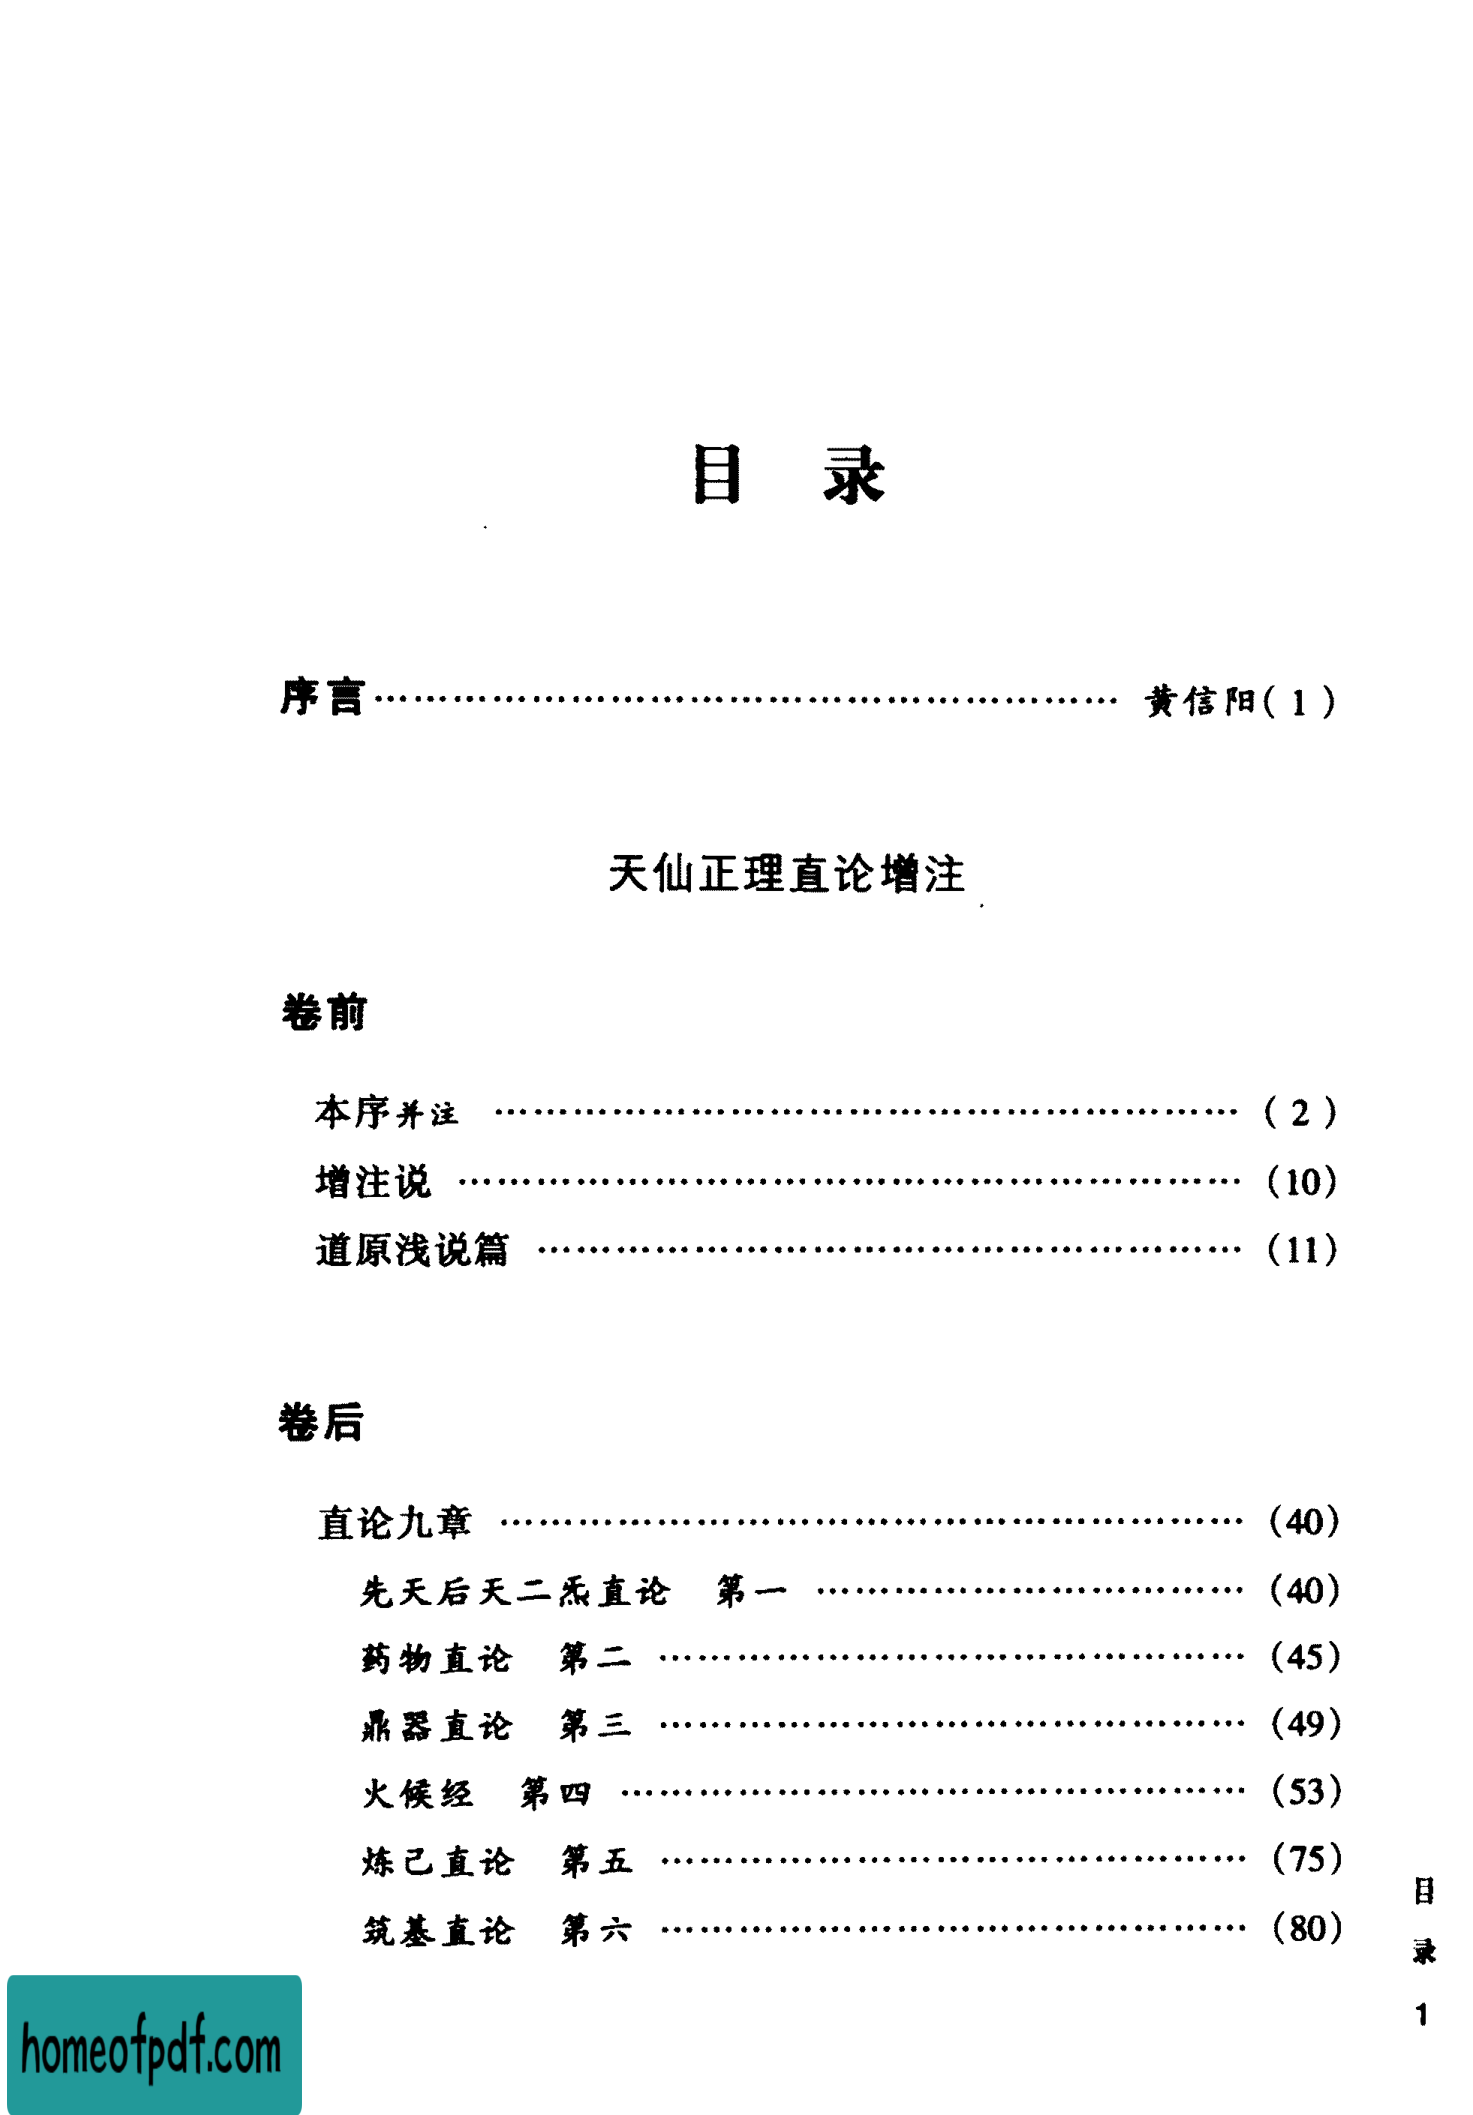 目 录
序言…………………………………………… 黄信阳( 1 )
天仙正理直论增注
卷前
本序并注 …………………………………………… ( 2 )
增注说 …………………………………………… (10)
道原浅说篇 …………………………………………… (11)
卷后
直论九章 …………………………………………… (40)
先天后天二炁直论 第一 …………………………… (40)
药物直论 第二 …………………………………… (45)
鼎器直论 第三 …………………………………… (49)
火候经 第四 …………………………………… (53)
炼己直论 第五 …………………………………… (75)
筑基直论 第六 …………………………………… (80)
目录
1
homeofpdf.com